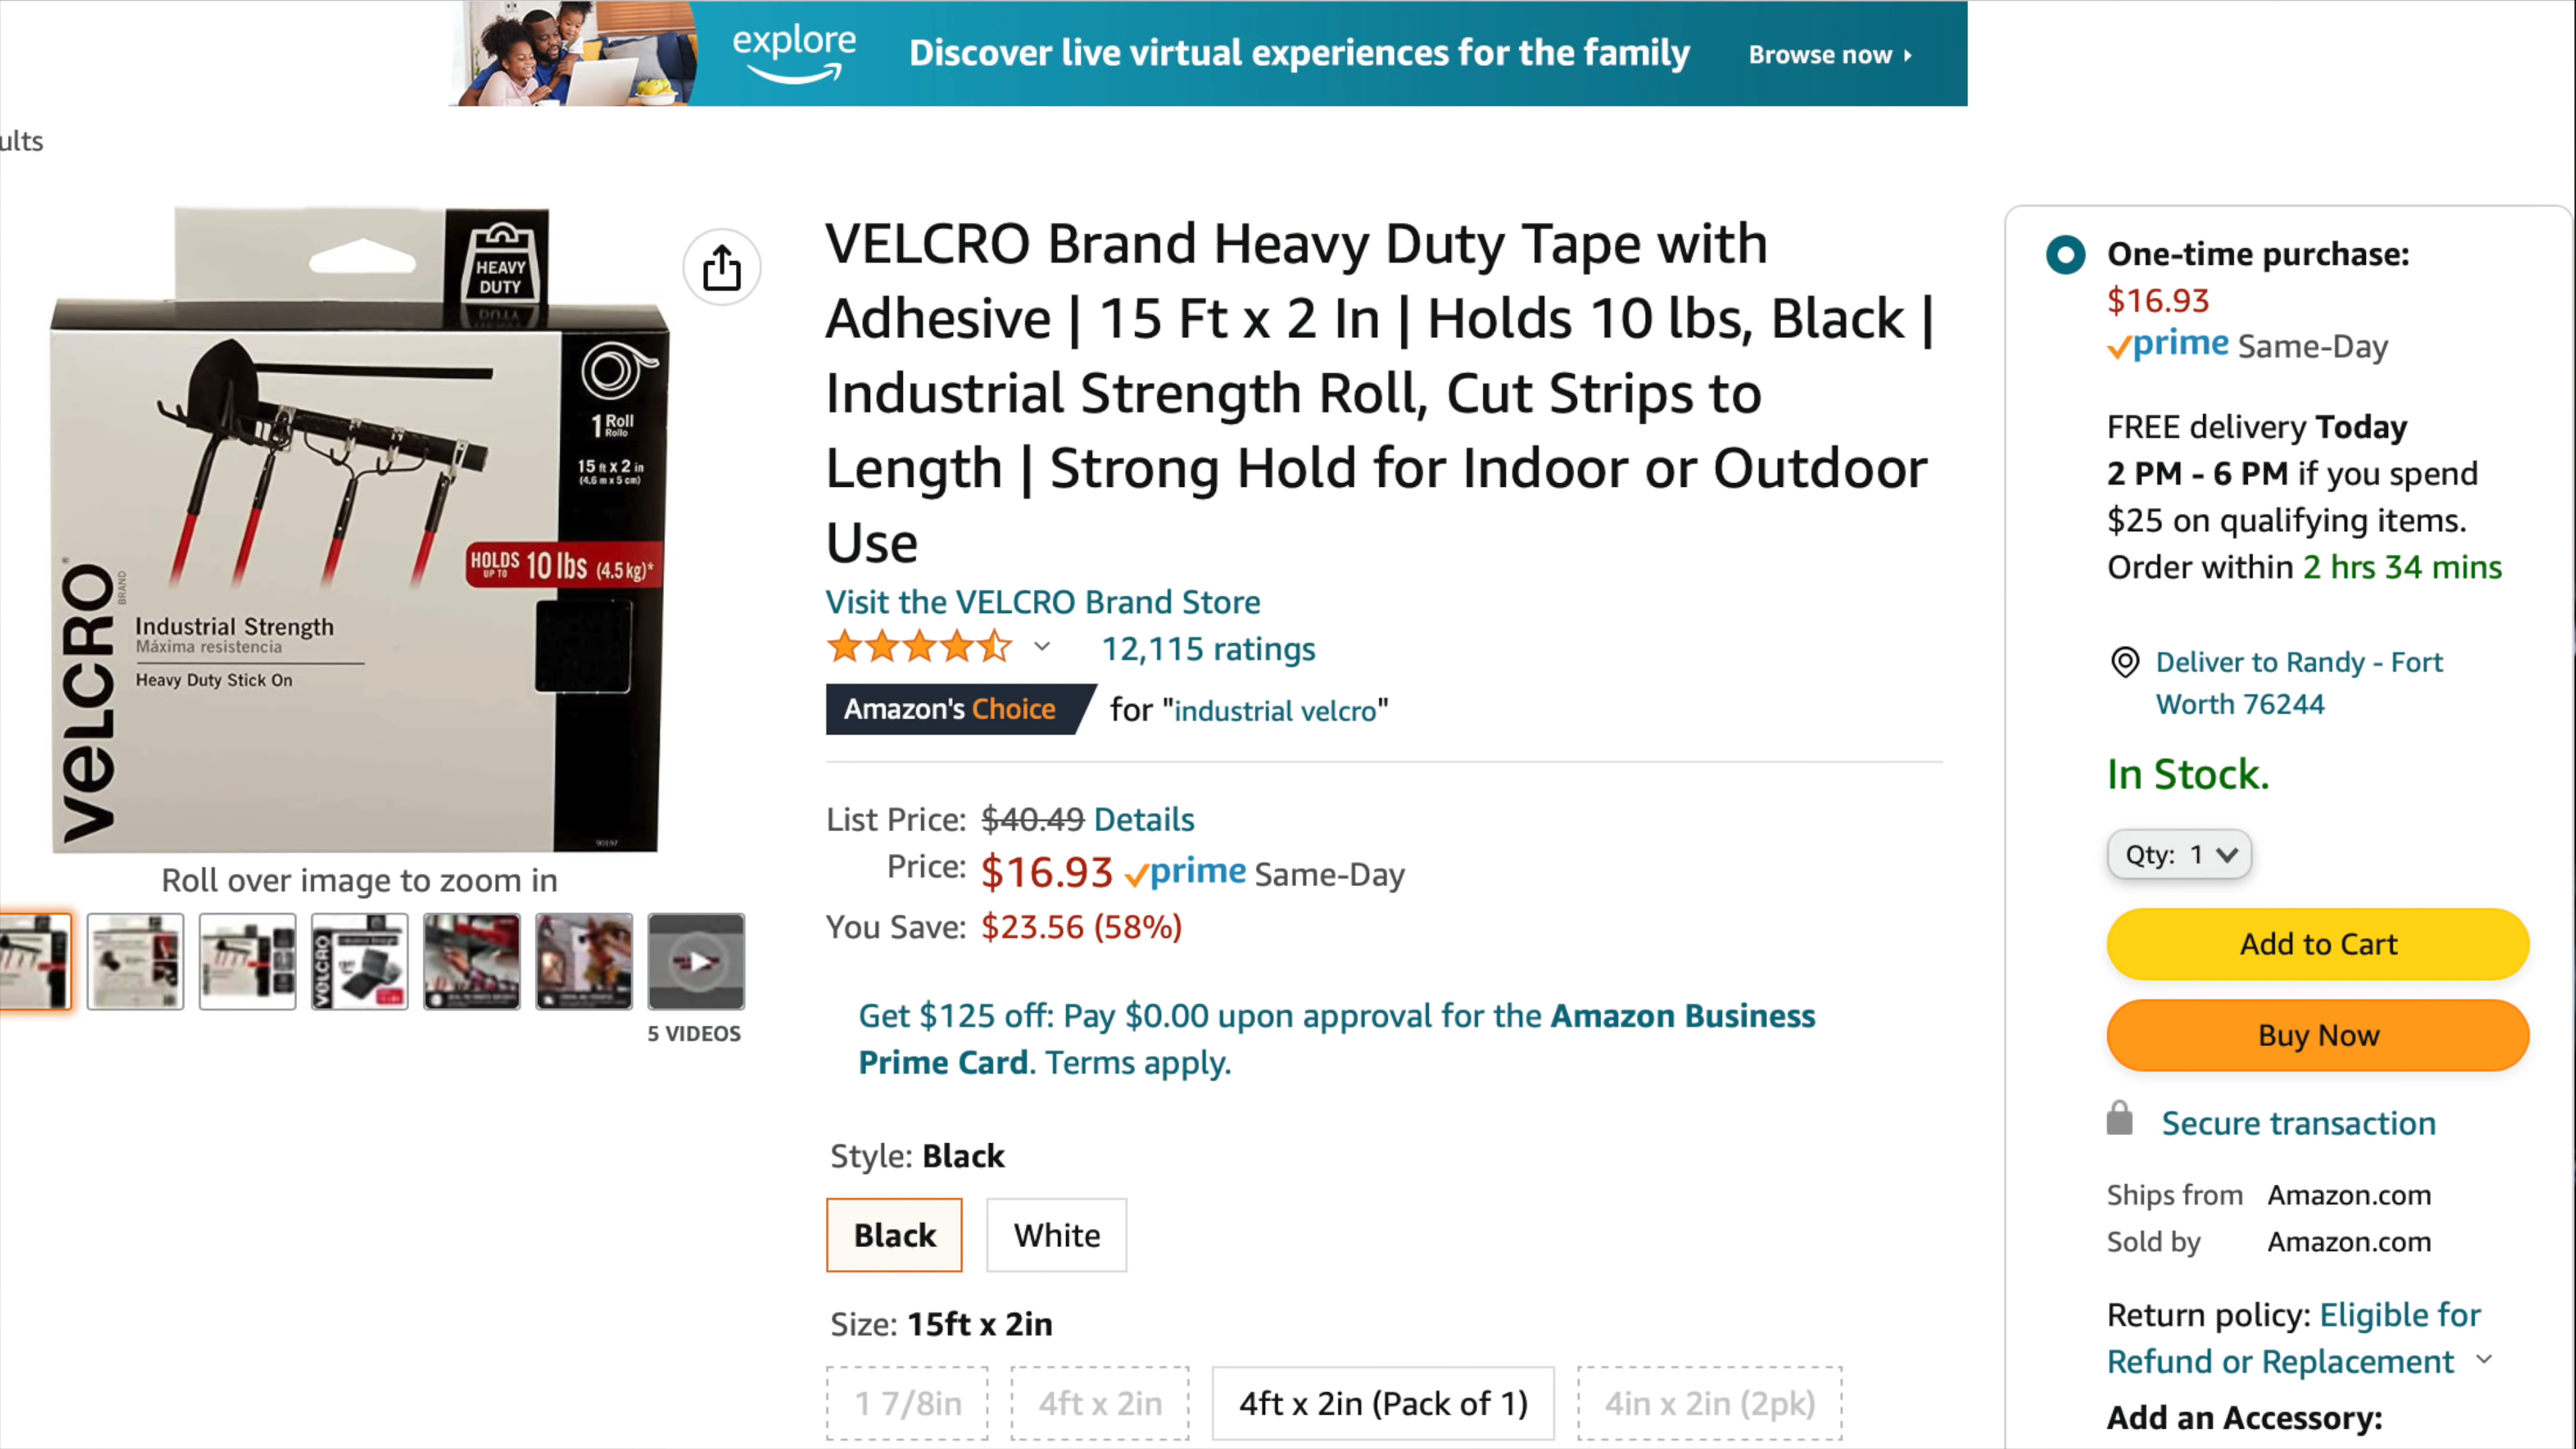 explore
Discover live virtual experiences for the family
Browse now
ults
HEAVY
DUTY
1 Roll
Rollo
15 ft x 2 in
(4.6 m x 5 cm)
HOLDS UP TO 10 lbs (4.5 kg)*
VELCRO®
BRAND
Industrial Strength
Máxima resistencia
Heavy Duty Stick On
90197
Roll over image to zoom in
5 VIDEOS
VELCRO Brand Heavy Duty Tape with
Adhesive | 15 Ft x 2 In | Holds 10 lbs, Black |
Industrial Strength Roll, Cut Strips to
Length | Strong Hold for Indoor or Outdoor
Use
Visit the VELCRO Brand Store
12,115 ratings
Amazon's Choice for "industrial velcro"
List Price: $40.49 Details
Price: $16.93 prime Same-Day
You Save: $23.56 (58%)
Get $125 off: Pay $0.00 upon approval for the Amazon Business
Prime Card. Terms apply.
Style: Black
Black
White
Size: 15ft x 2in
1 7/8in
4ft x 2in
4ft x 2in (Pack of 1)
4in x 2in (2pk)
One-time purchase:
$16.93
prime Same-Day
FREE delivery Today
2 PM - 6 PM if you spend
$25 on qualifying items.
Order within 2 hrs 34 mins
Deliver to Randy - Fort
Worth 76244
In Stock.
Qty: 1
Add to Cart
Buy Now
Secure transaction
Ships from Amazon.com
Sold by Amazon.com
Return policy: Eligible for
Refund or Replacement
Add an Accessory: